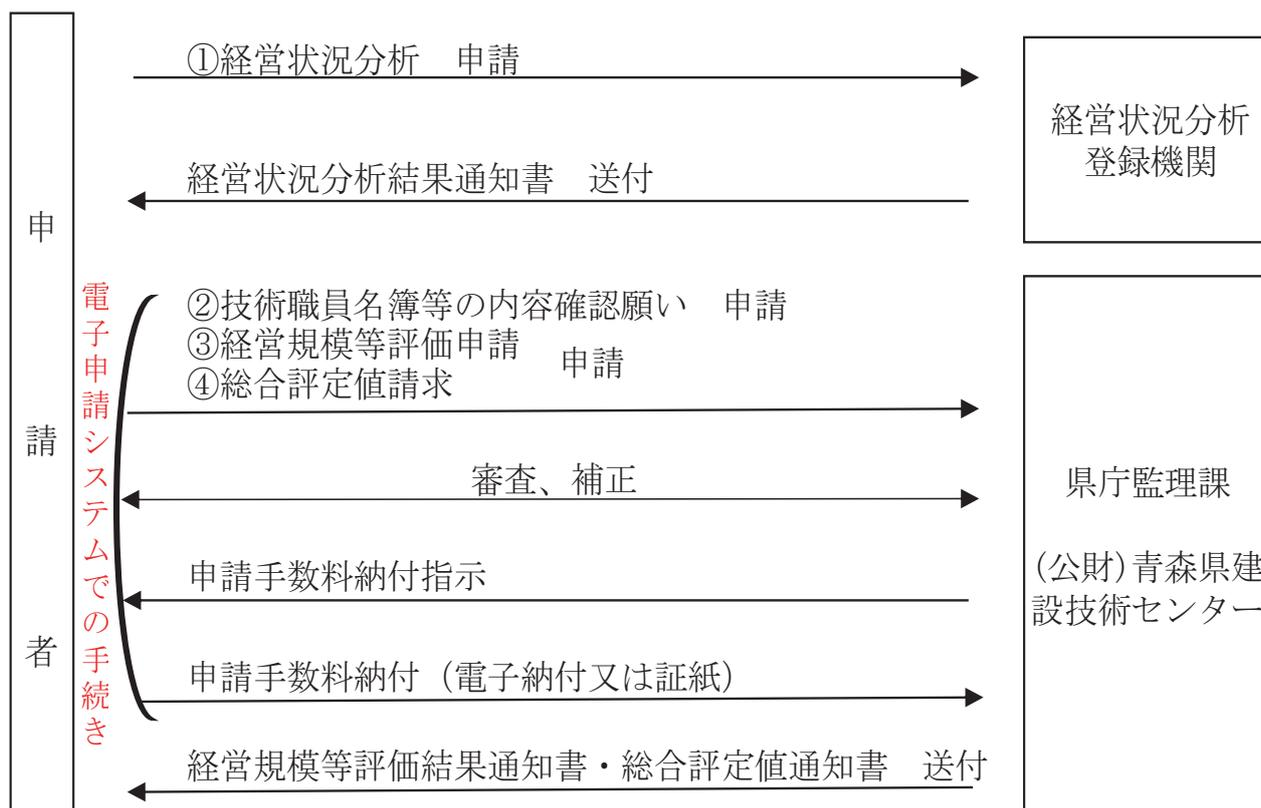 申請者
電子申請システムでの手続き
①経営状況分析　申請
経営状況分析結果通知書　送付
②技術職員名簿等の内容確認願い　申請
③経営規模等評価申請
④総合評定値請求
申請
審査、補正
申請手数料納付指示
申請手数料納付（電子納付又は証紙）
経営規模等評価結果通知書・総合評定値通知書　送付
経営状況分析
登録機関
県庁監理課
(公財)青森県建
設技術センター